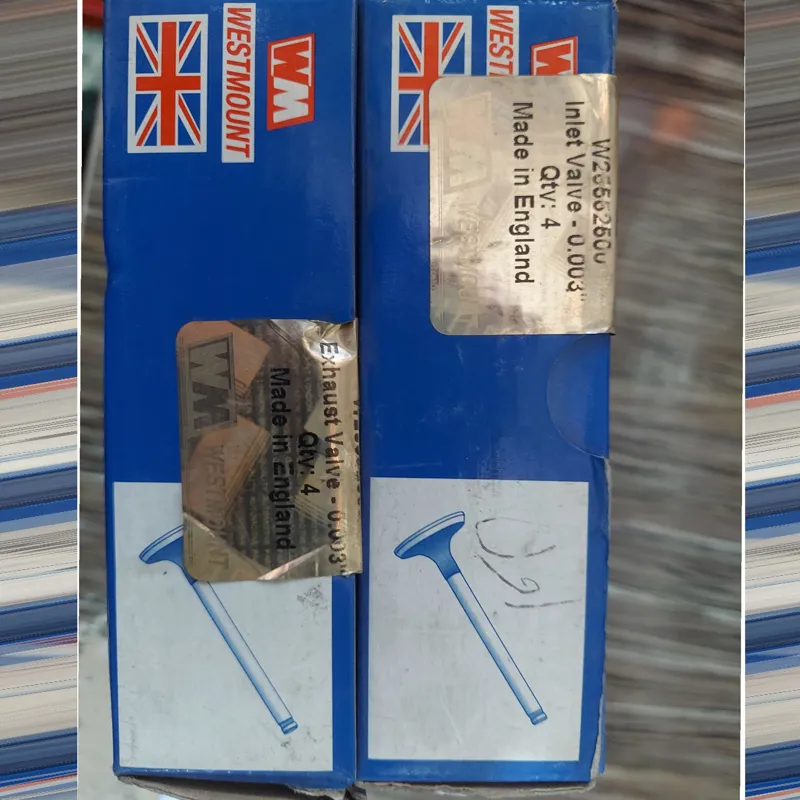 WM
WESTMOUNT
Exhaust Valve - 0.003"
Qty: 4
Made in England
WM WESTMOUNT
WM
Inlet Valve - 0.003"
Qty: 4
Made in England